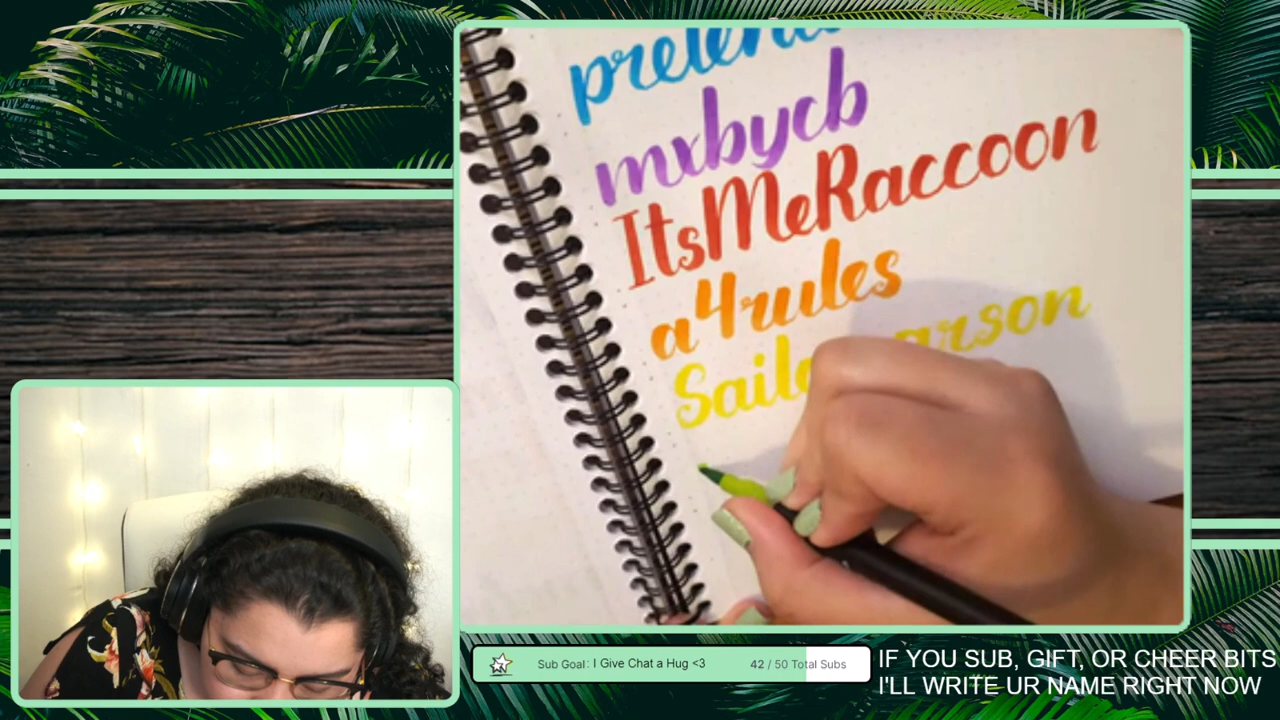 mxbycb
ItsMeRaccoon
a4rules
Sub Goal: I Give Chat a Hug <3 42 / 50 Total Subs
IF YOU SUB, GIFT, OR CHEER BITS
I'LL WRITE UR NAME RIGHT NOW